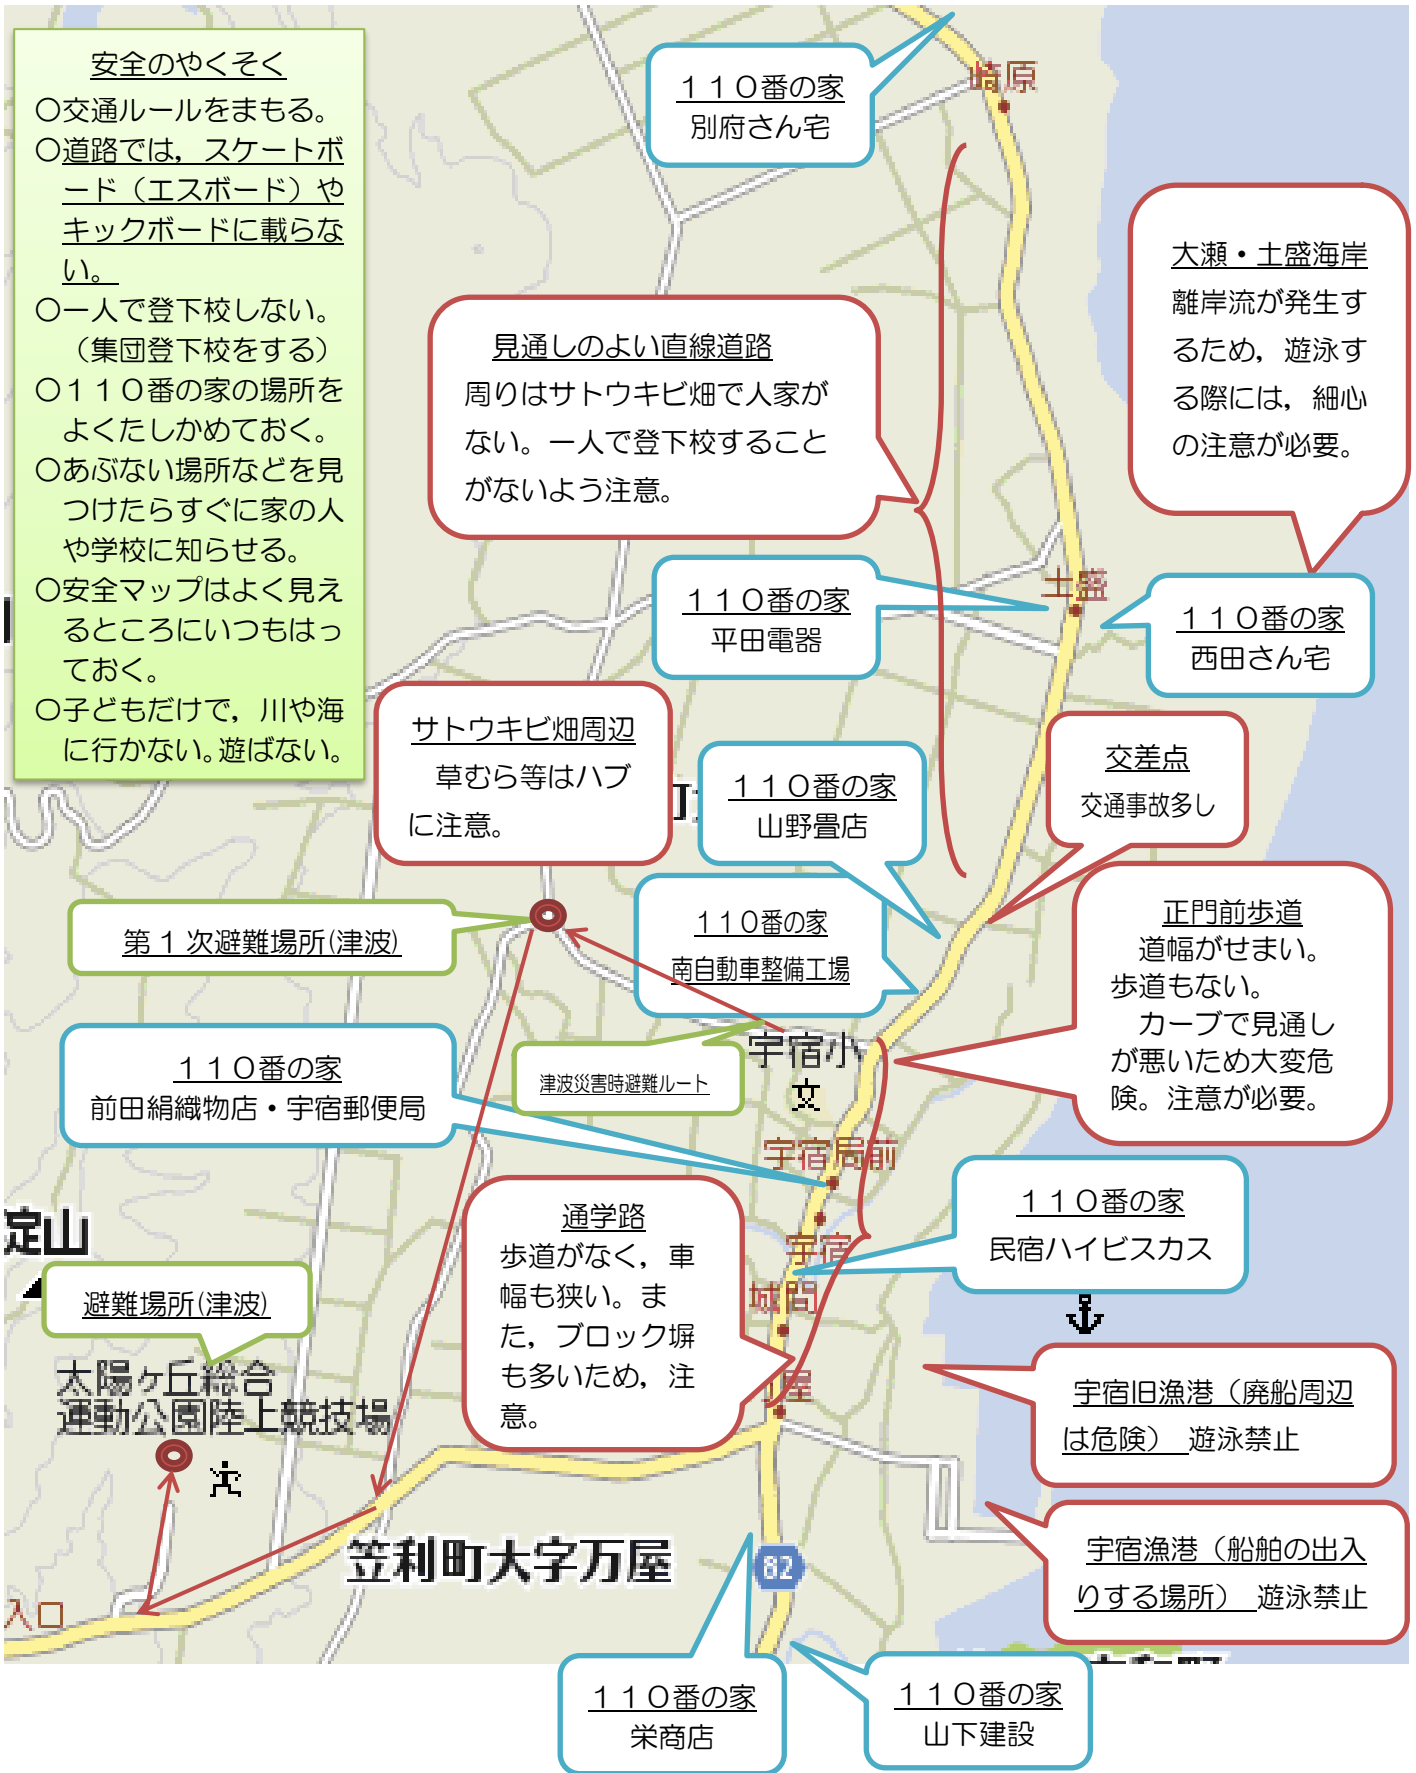 安全のやくそく
○交通ルールをまもる。
○道路では，スケートボ
ード（エスボード）や
キックボードに載らな
い。
○一人で登下校しない。
（集団登下校をする）
○１１０番の家の場所を
よくたしかめておく。
○あぶない場所などを見
つけたらすぐに家の人
や学校に知らせる。
○安全マップはよく見え
るところにいつもはっ
ておく。
○子どもだけで，川や海
に行かない。遊ばない。
１１０番の家
別府さん宅
崎原
大瀬・土盛海岸
離岸流が発生す
るため，遊泳す
る際には，細心
の注意が必要。
見通しのよい直線道路
周りはサトウキビ畑で人家が
ない。一人で登下校すること
がないよう注意。
１１０番の家
平田電器
土盛
１１０番の家
西田さん宅
サトウキビ畑周辺
草むら等はハブ
に注意。
町
１１０番の家
山野畳店
交差点
交通事故多し
第１次避難場所(津波)
１１０番の家
南自動車整備工場
正門前歩道
道幅がせまい。
歩道もない。
カーブで見通し
が悪いため大変危
険。注意が必要。
１１０番の家
前田絹織物店・宇宿郵便局
津波災害時避難ルート
宇宿小
文
宇宿局前
通学路
歩道がなく，車
幅も狭い。ま
た，ブロック塀
も多いため，注
意。
宇宿
城間
屋
１１０番の家
民宿ハイビスカス
淀山
避難場所(津波)
太陽ヶ丘総合
運動公園陸上競技場
宇宿旧漁港（廃船周辺
は危険） 遊泳禁止
宇宿漁港（船舶の出入
りする場所） 遊泳禁止
笠利町大字万屋
82
入口
１１０番の家
栄商店
１１０番の家
山下建設